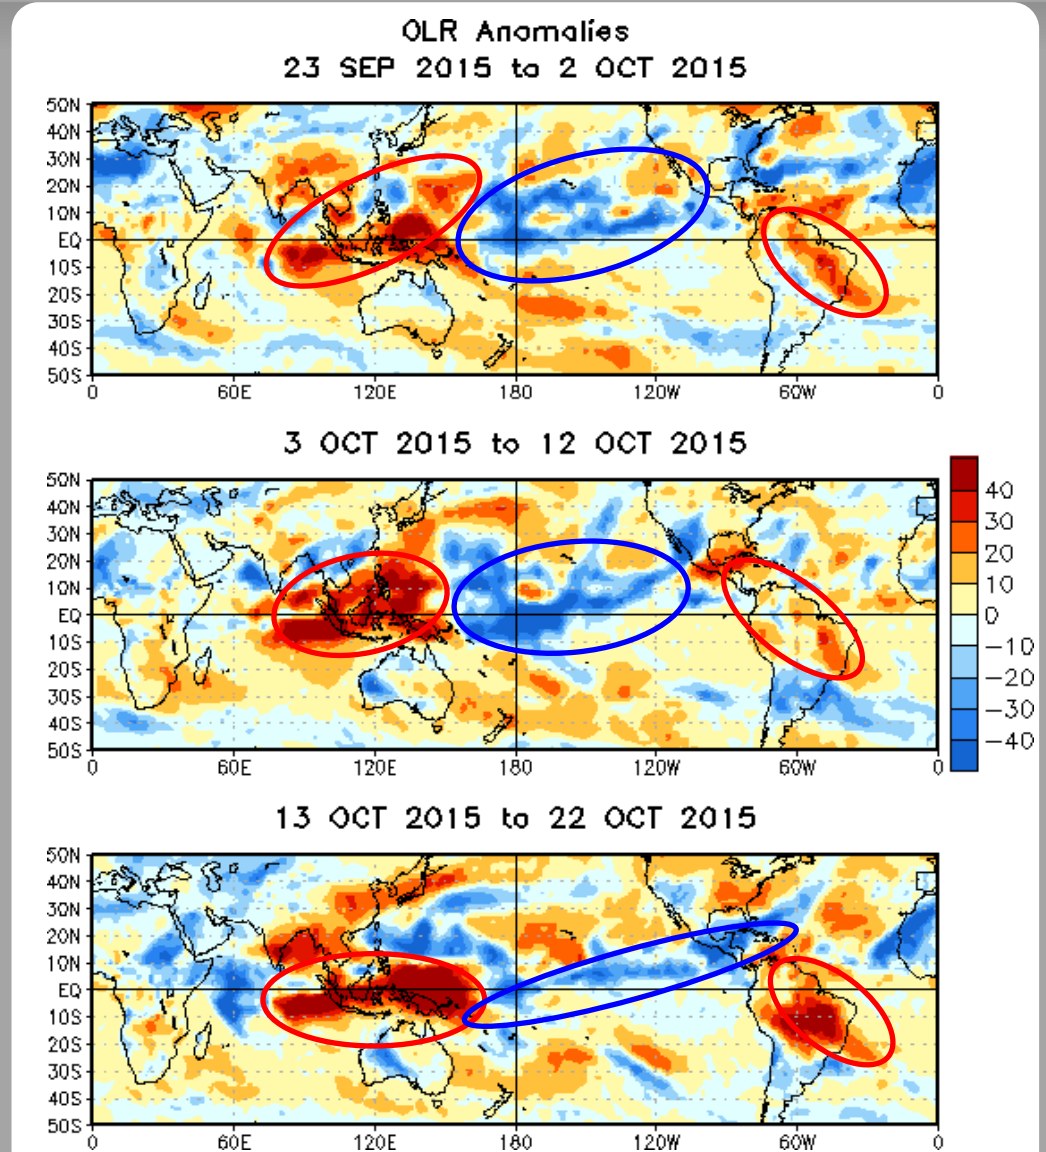 OLR Anomalies
23 SEP 2015 to 2 OCT 2015
50N
40N
30N
20N
10N
EQ
10S
20S
30S
40S
50S
0 60E 120E 180 120W 60W 0
3 OCT 2015 to 12 OCT 2015
50N
40N
30N
20N
10N
EQ
10S
20S
30S
40S
50S
0 60E 120E 180 120W 60W 0
40
30
20
10
0
−10
−20
−30
−40
13 OCT 2015 to 22 OCT 2015
50N
40N
30N
20N
10N
EQ
10S
20S
30S
40S
50S
0 60E 120E 180 120W 60W 0